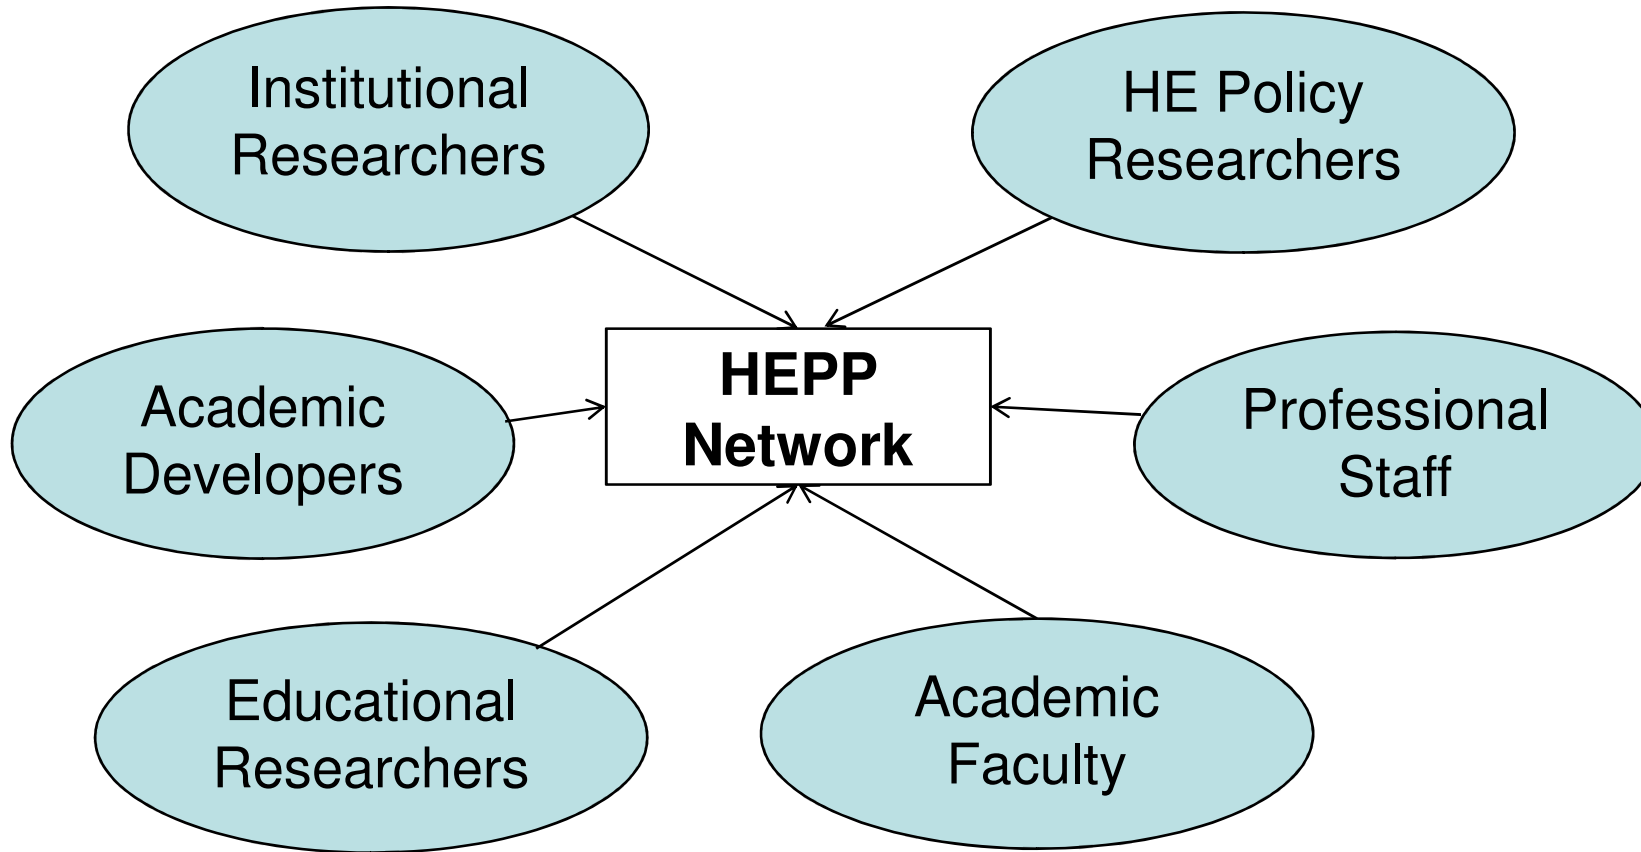 Institutional
Researchers
HE Policy
Researchers
Academic
Developers
HEPP
Network
Professional
Staff
Educational
Researchers
Academic
Faculty